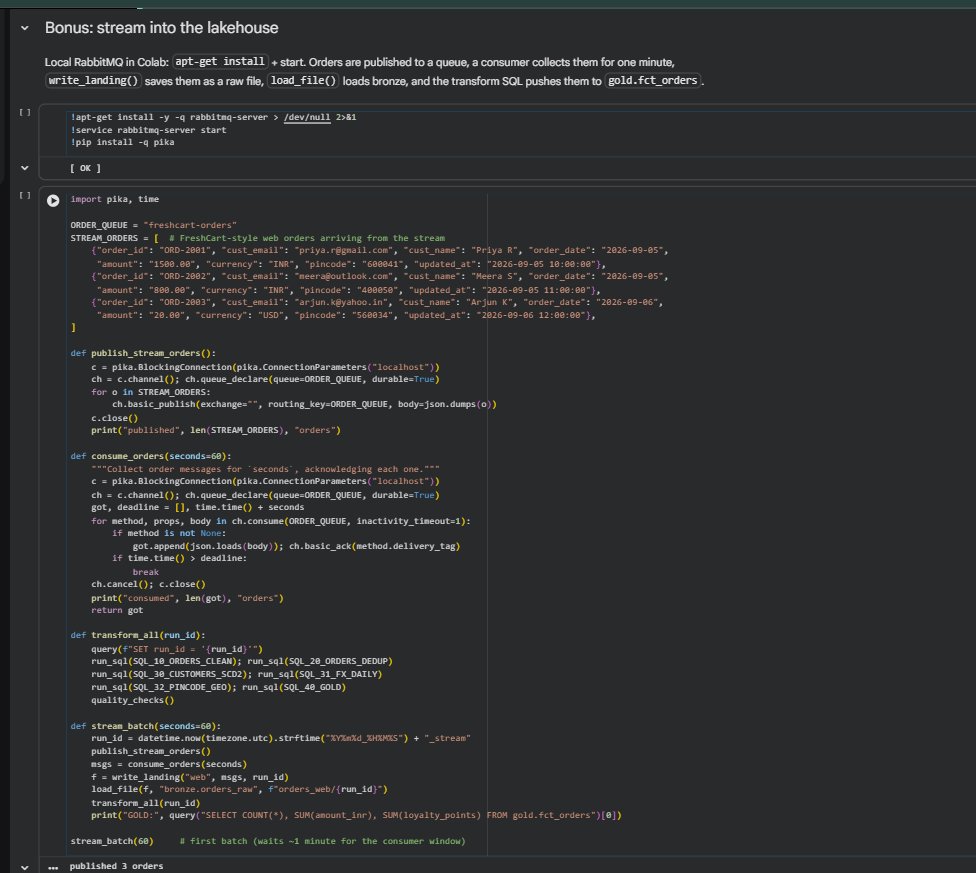 Bonus: stream into the lakehouse
Local RabbitMQ in Colab: apt-get install + start. Orders are published to a queue, a consumer collects them for one minute,
write_landing() saves them as a raw file, load_file() loads bronze, and the transform SQL pushes them to gold.fct_orders.
[ ]
!apt-get install -y -q rabbitmq-server > /dev/null 2>&1
!service rabbitmq-server start
!pip install -q pika
[ OK ]
[ ]
import pika, time
ORDER_QUEUE = "freshcart-orders"
STREAM_ORDERS = [  # FreshCart-style web orders arriving from the stream
    {"order_id": "ORD-2001", "cust_email": "priya.r@gmail.com", "cust_name": "Priya R", "order_date": "2026-09-05",
     "amount": "1500.00", "currency": "INR", "pincode": "600041", "updated_at": "2026-09-05 10:00:00"},
    {"order_id": "ORD-2002", "cust_email": "meera@outlook.com", "cust_name": "Meera S", "order_date": "2026-09-05",
     "amount": "800.00", "currency": "INR", "pincode": "400050", "updated_at": "2026-09-05 11:00:00"},
    {"order_id": "ORD-2003", "cust_email": "arjun.k@yahoo.in", "cust_name": "Arjun K", "order_date": "2026-09-06",
     "amount": "20.00", "currency": "USD", "pincode": "560034", "updated_at": "2026-09-06 12:00:00"},
]
def publish_stream_orders():
    c = pika.BlockingConnection(pika.ConnectionParameters("localhost"))
    ch = c.channel(); ch.queue_declare(queue=ORDER_QUEUE, durable=True)
    for o in STREAM_ORDERS:
        ch.basic_publish(exchange="", routing_key=ORDER_QUEUE, body=json.dumps(o))
    c.close()
    print("published", len(STREAM_ORDERS), "orders")
def consume_orders(seconds=60):
    """Collect order messages for `seconds`, acknowledging each one."""
    c = pika.BlockingConnection(pika.ConnectionParameters("localhost"))
    ch = c.channel(); ch.queue_declare(queue=ORDER_QUEUE, durable=True)
    got, deadline = [], time.time() + seconds
    for method, props, body in ch.consume(ORDER_QUEUE, inactivity_timeout=1):
        if method is not None:
            got.append(json.loads(body)); ch.basic_ack(method.delivery_tag)
        if time.time() > deadline:
            break
    ch.cancel(); c.close()
    print("consumed", len(got), "orders")
    return got
def transform_all(run_id):
    query(f"SET run_id = '{run_id}'")
    run_sql(SQL_10_ORDERS_CLEAN); run_sql(SQL_20_ORDERS_DEDUP)
    run_sql(SQL_30_CUSTOMERS_SCD2); run_sql(SQL_31_FX_DAILY)
    run_sql(SQL_32_PINCODE_GEO); run_sql(SQL_40_GOLD)
    quality_checks()
def stream_batch(seconds=60):
    run_id = datetime.now(timezone.utc).strftime("%Y%m%d_%H%M%S") + "_stream"
    publish_stream_orders()
    msgs = consume_orders(seconds)
    f = write_landing("web", msgs, run_id)
    load_file(f, "bronze.orders_raw", f"orders_web/{run_id}")
    transform_all(run_id)
    print("GOLD:", query("SELECT COUNT(*), SUM(amount_inr), SUM(loyalty_points) FROM gold.fct_orders")[0])
stream_batch(60)    # first batch (waits ~1 minute for the consumer window)
... published 3 orders